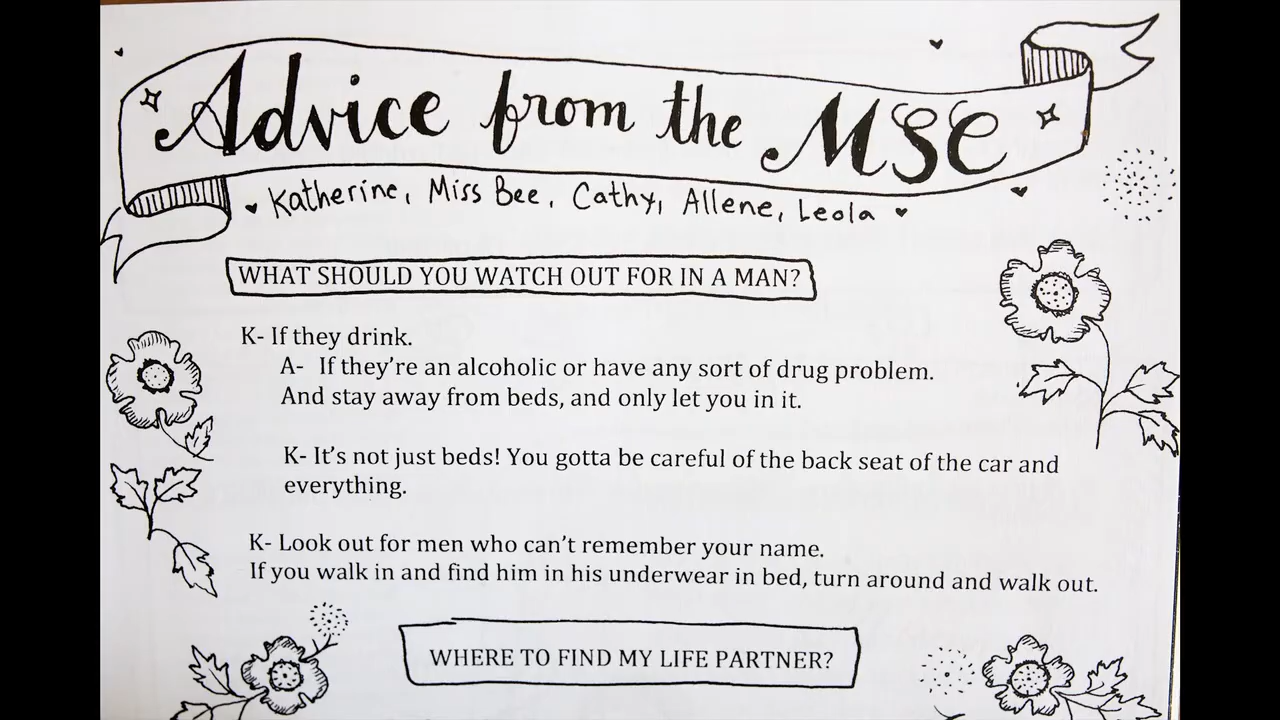 Advice from the MSC
Katherine, Miss Bee, Cathy, Allene, Leola
WHAT SHOULD YOU WATCH OUT FOR IN A MAN?
K- If they drink.
A- If they're an alcoholic or have any sort of drug problem.
And stay away from beds, and only let you in it.
K- It's not just beds! You gotta be careful of the back seat of the car and
everything.
K- Look out for men who can't remember your name.
If you walk in and find him in his underwear in bed, turn around and walk out.
WHERE TO FIND MY LIFE PARTNER?